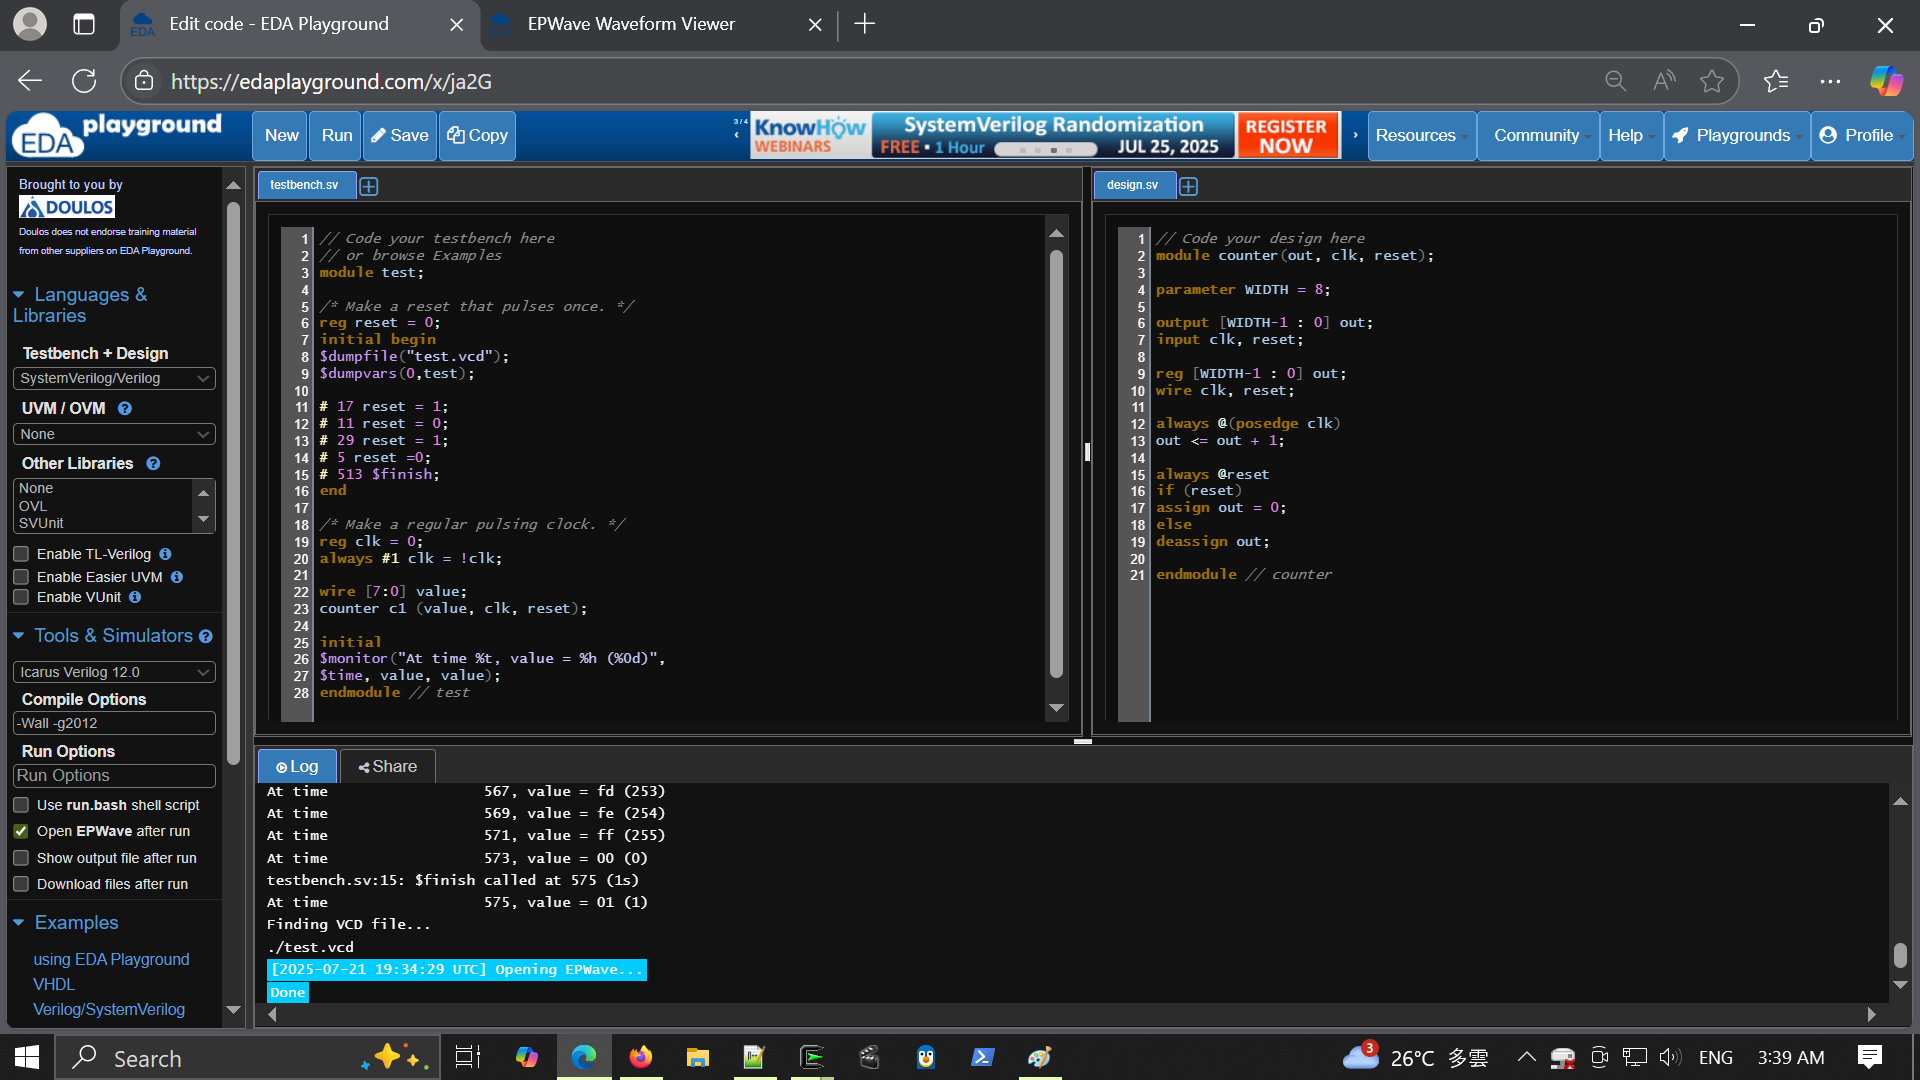 Edit code - EDA Playground
EPWave Waveform Viewer
https://edaplayground.com/x/ja2G
EDA playground
New
Run
Save
Copy
3 / 4
KnowHow WEBINARS
SystemVerilog Randomization
FREE • 1 Hour
JUL 25, 2025
REGISTER NOW
Resources
Community
Help
Playgrounds
Profile
Brought to you by
DOULOS
Doulos does not endorse training material
from other suppliers on EDA Playground.
Languages &
Libraries
Testbench + Design
SystemVerilog/Verilog
UVM / OVM
None
Other Libraries
None
OVL
SVUnit
Enable TL-Verilog
Enable Easier UVM
Enable VUnit
Tools & Simulators
Icarus Verilog 12.0
Compile Options
-Wall -g2012
Run Options
Run Options
Use run.bash shell script
Open EPWave after run
Show output file after run
Download files after run
Examples
using EDA Playground
VHDL
Verilog/SystemVerilog
testbench.sv
1 // Code your testbench here
2 // or browse Examples
3 module test;
4
5 /* Make a reset that pulses once. */
6 reg reset = 0;
7 initial begin
8 $dumpfile("test.vcd");
9 $dumpvars(0,test);
10
11 # 17 reset = 1;
12 # 11 reset = 0;
13 # 29 reset = 1;
14 # 5 reset =0;
15 # 513 $finish;
16 end
17
18 /* Make a regular pulsing clock. */
19 reg clk = 0;
20 always #1 clk = !clk;
21
22 wire [7:0] value;
23 counter c1 (value, clk, reset);
24
25 initial
26 $monitor("At time %t, value = %h (%0d)",
27 $time, value, value);
28 endmodule // test
design.sv
1 // Code your design here
2 module counter(out, clk, reset);
3
4 parameter WIDTH = 8;
5
6 output [WIDTH-1 : 0] out;
7 input clk, reset;
8
9 reg [WIDTH-1 : 0] out;
10 wire clk, reset;
11
12 always @(posedge clk)
13 out <= out + 1;
14
15 always @reset
16 if (reset)
17 assign out = 0;
18 else
19 deassign out;
20
21 endmodule // counter
Log
Share
At time 567, value = fd (253)
At time 569, value = fe (254)
At time 571, value = ff (255)
At time 573, value = 00 (0)
testbench.sv:15: $finish called at 575 (1s)
At time 575, value = 01 (1)
Finding VCD file...
./test.vcd
[2025-07-21 19:34:29 UTC] Opening EPWave...
Done
Search
3
26°C 多雲
ENG
3:39 AM